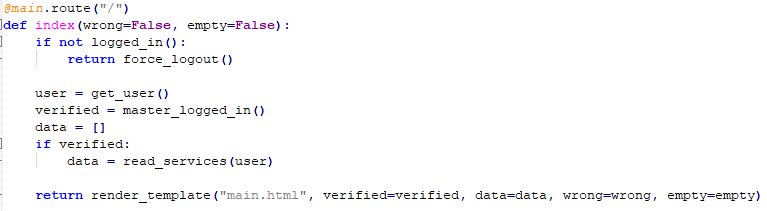 @main.route("/")
def index(wrong=False, empty=False):
    if not logged_in():
        return force_logout()
    user = get_user()
    verified = master_logged_in()
    data = []
    if verified:
        data = read_services(user)
    return render_template("main.html", verified=verified, data=data, wrong=wrong, empty=empty)